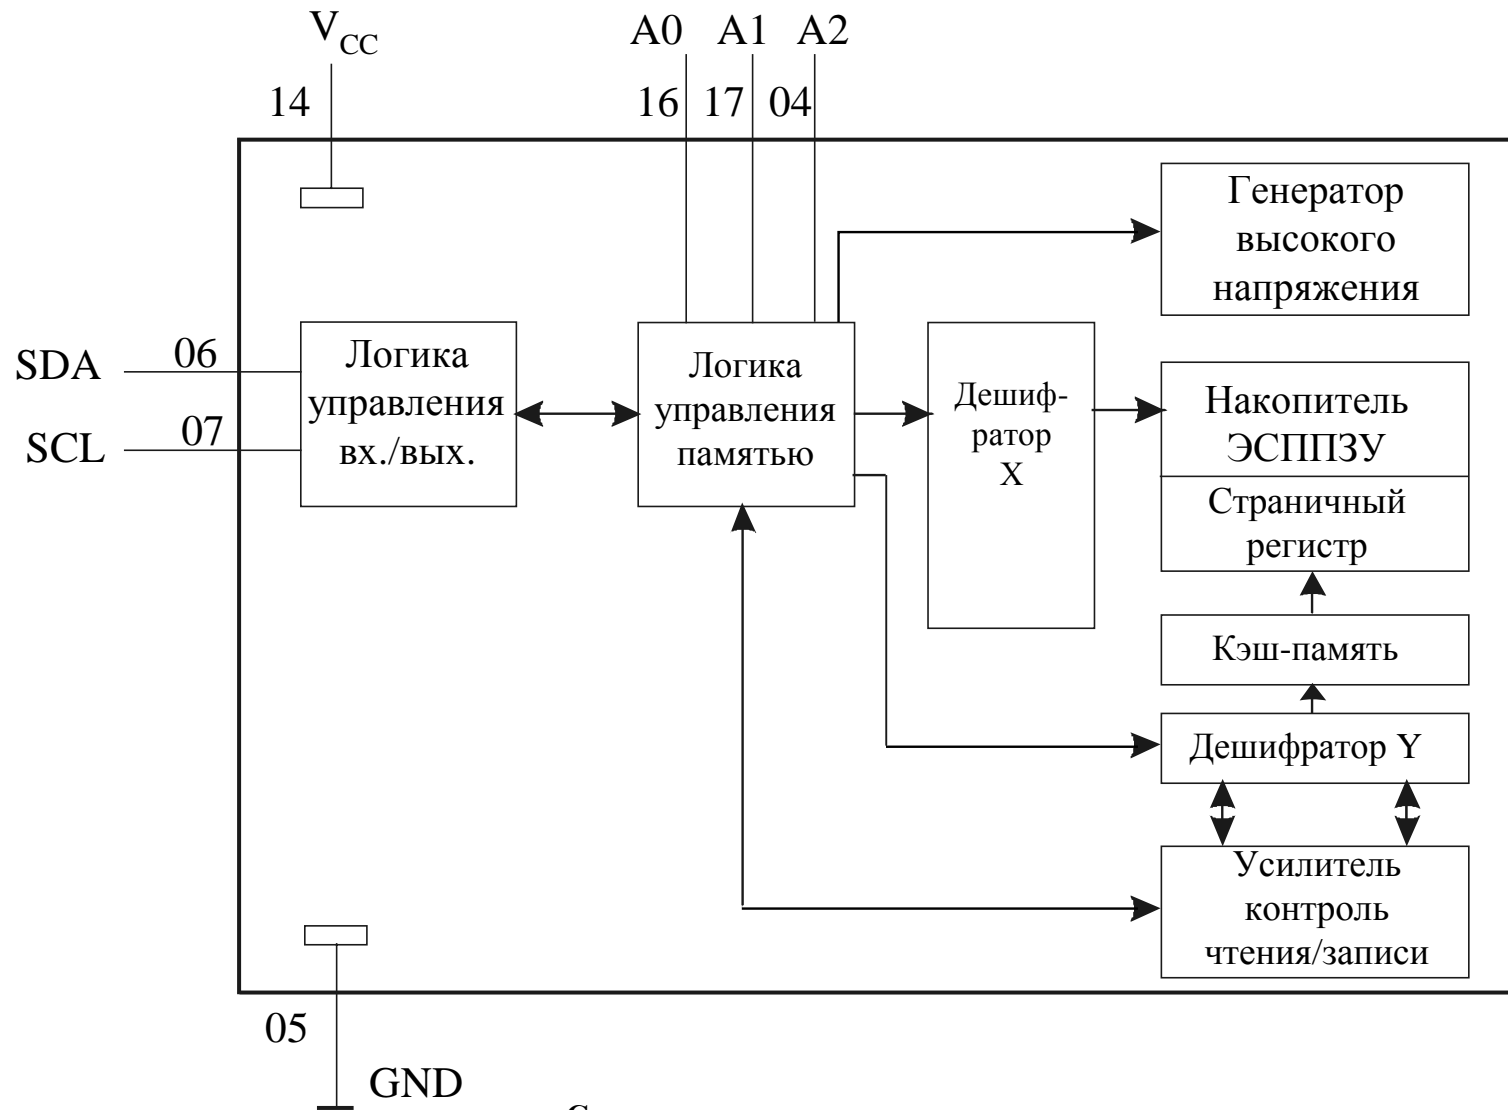 VCC
A0 A1 A2
14
16 17 04
Генератор
высокого
напряжения
SDA
06
SCL
07
Логика
управления
вх./вых.
Логика
управления
памятью
Дешиф-
ратор
X
Накопитель
ЭСППЗУ
Страничный
регистр
Кэш-память
Дешифратор Y
Усилитель
контроль
чтения/записи
05
GND